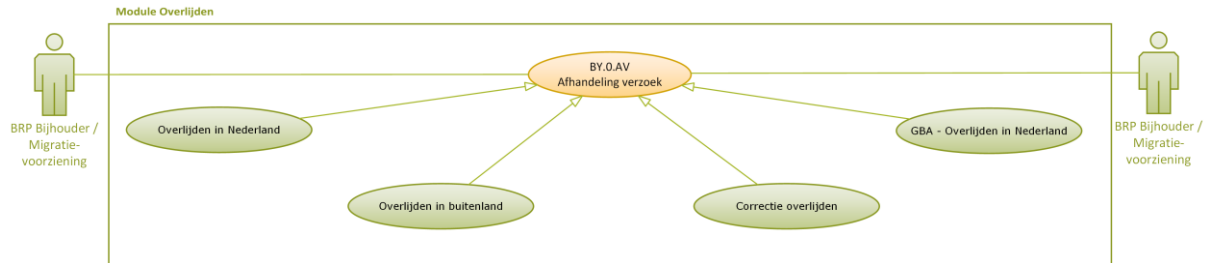 Module Overlijden
BY.0.AV
Afhandeling verzoek
BRP Bijhouder /
Migratie-
voorziening
BRP Bijhouder /
Migratie-
voorziening
Overlijden in Nederland
GBA - Overlijden in Nederland
Overlijden in buitenland
Correctie overlijden